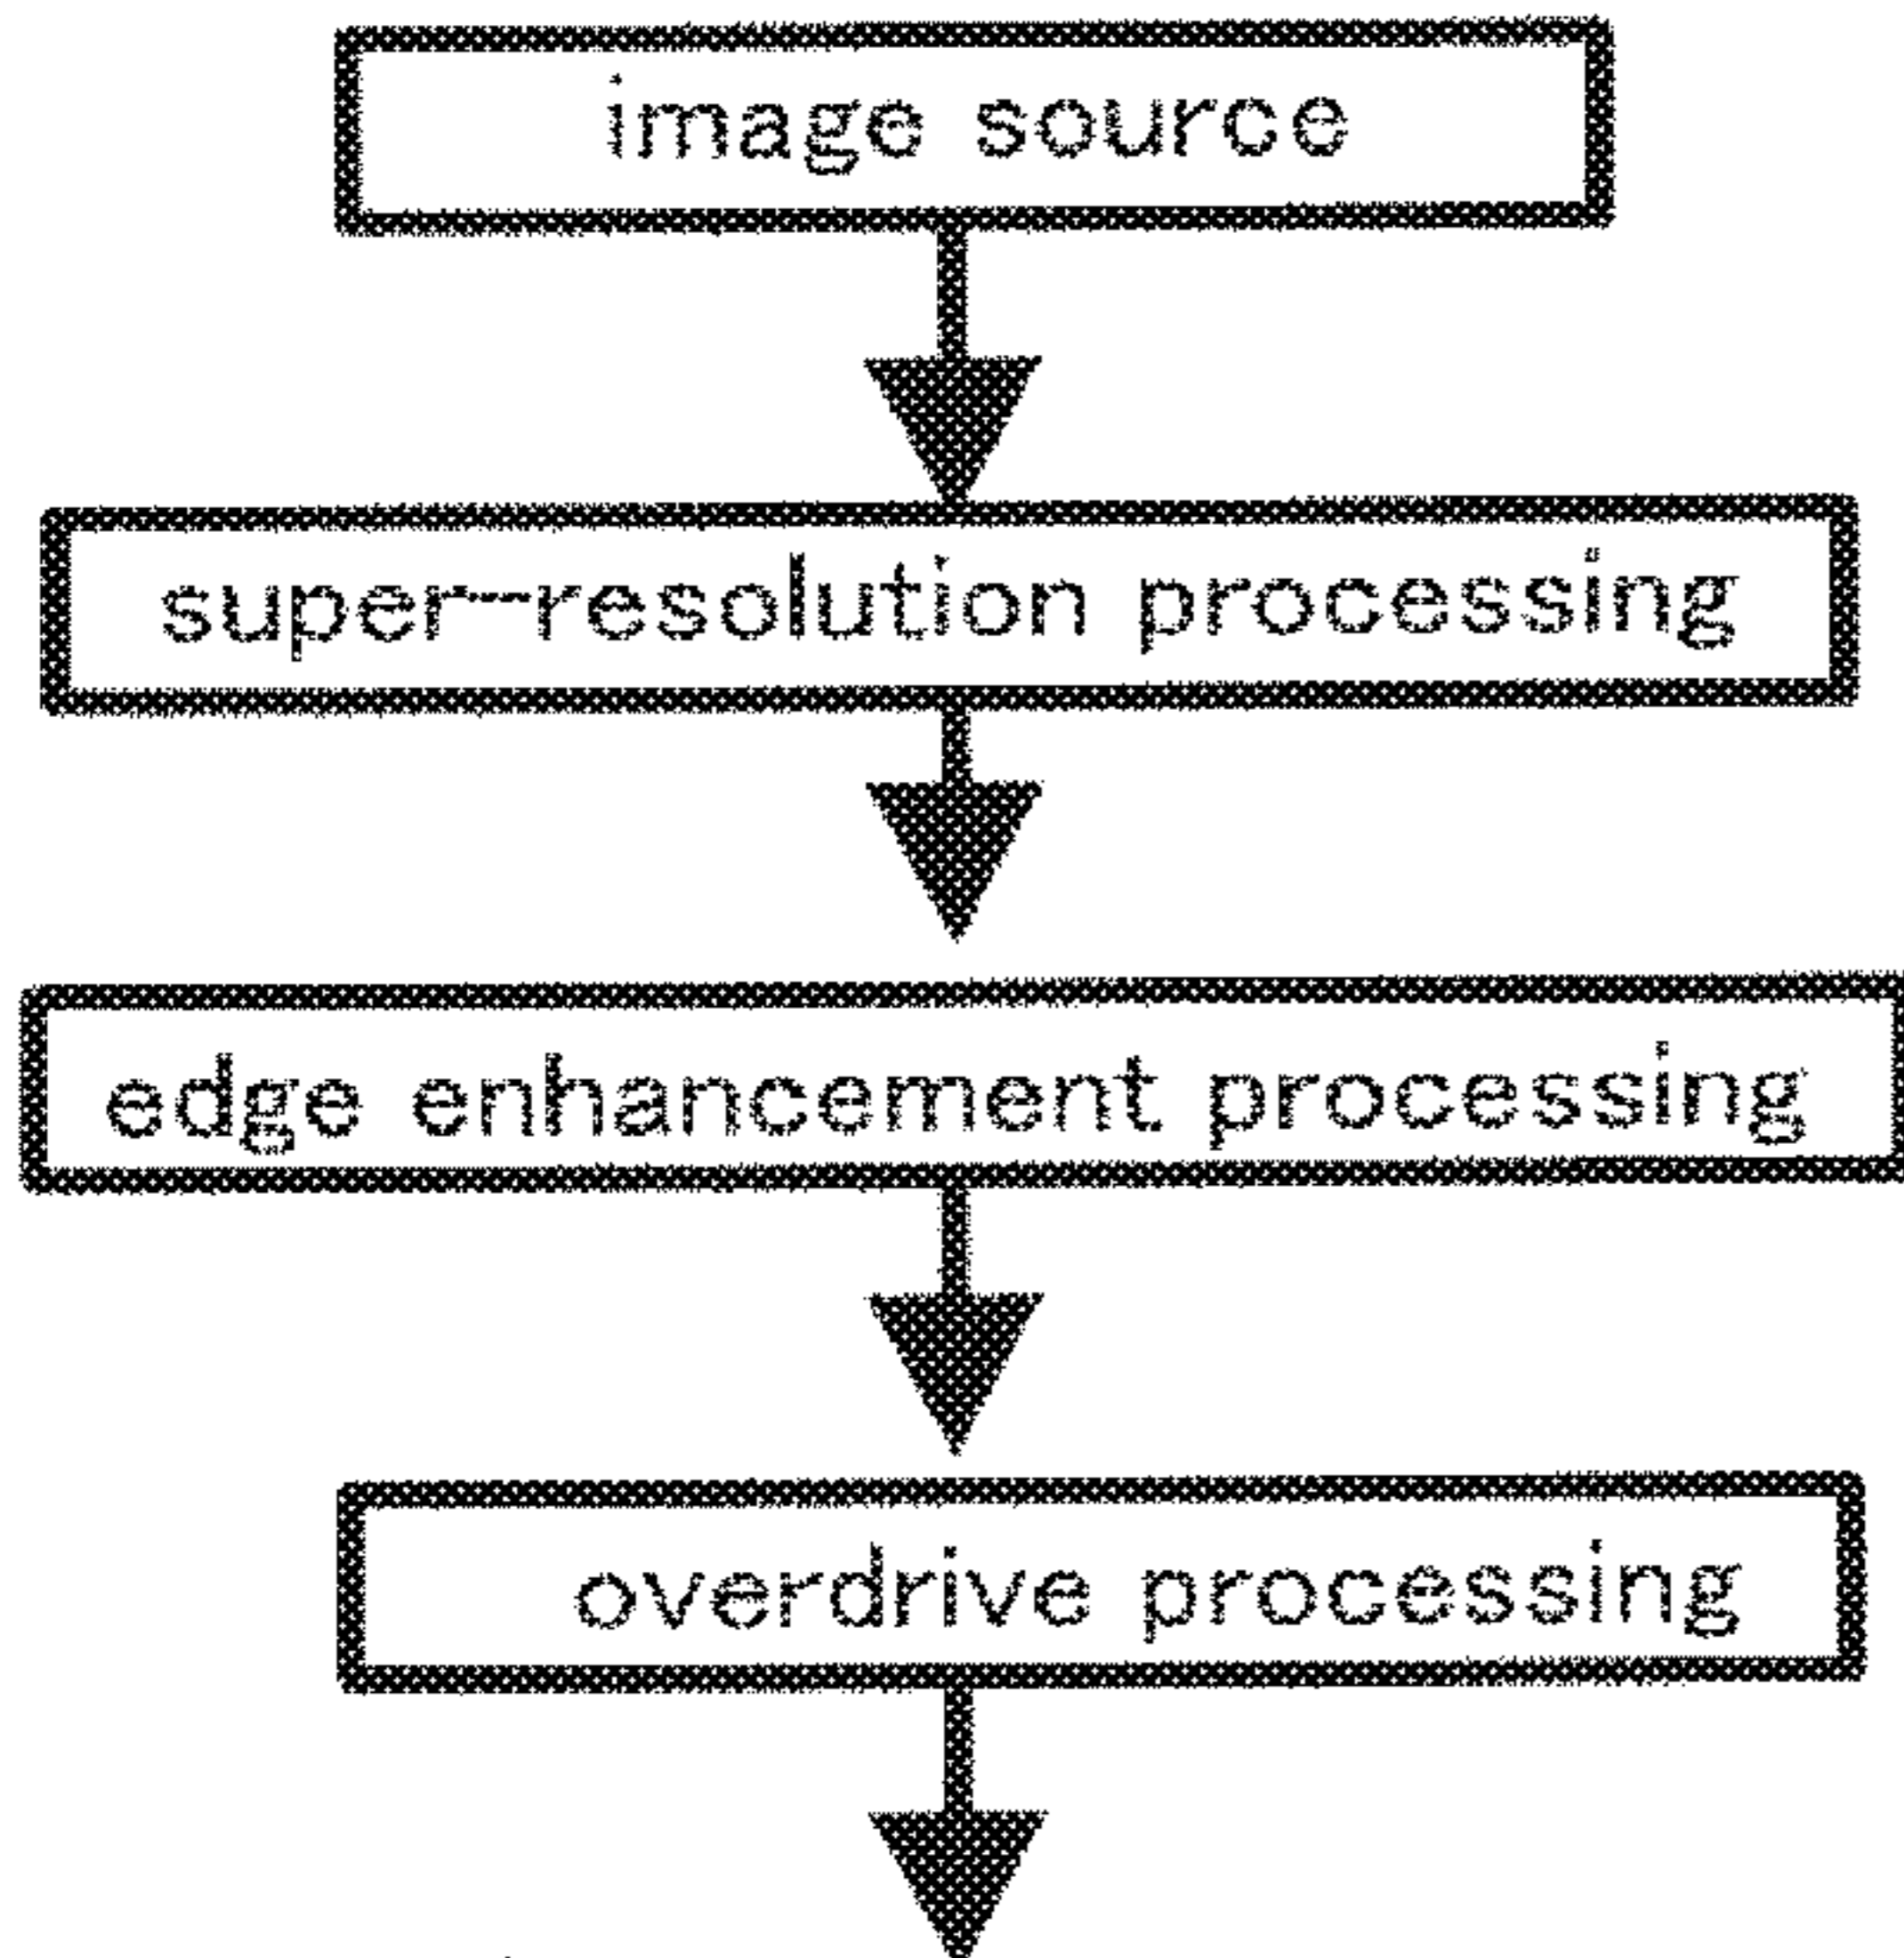 image source
super-resolution processing
edge enhancement processing
overdrive processing